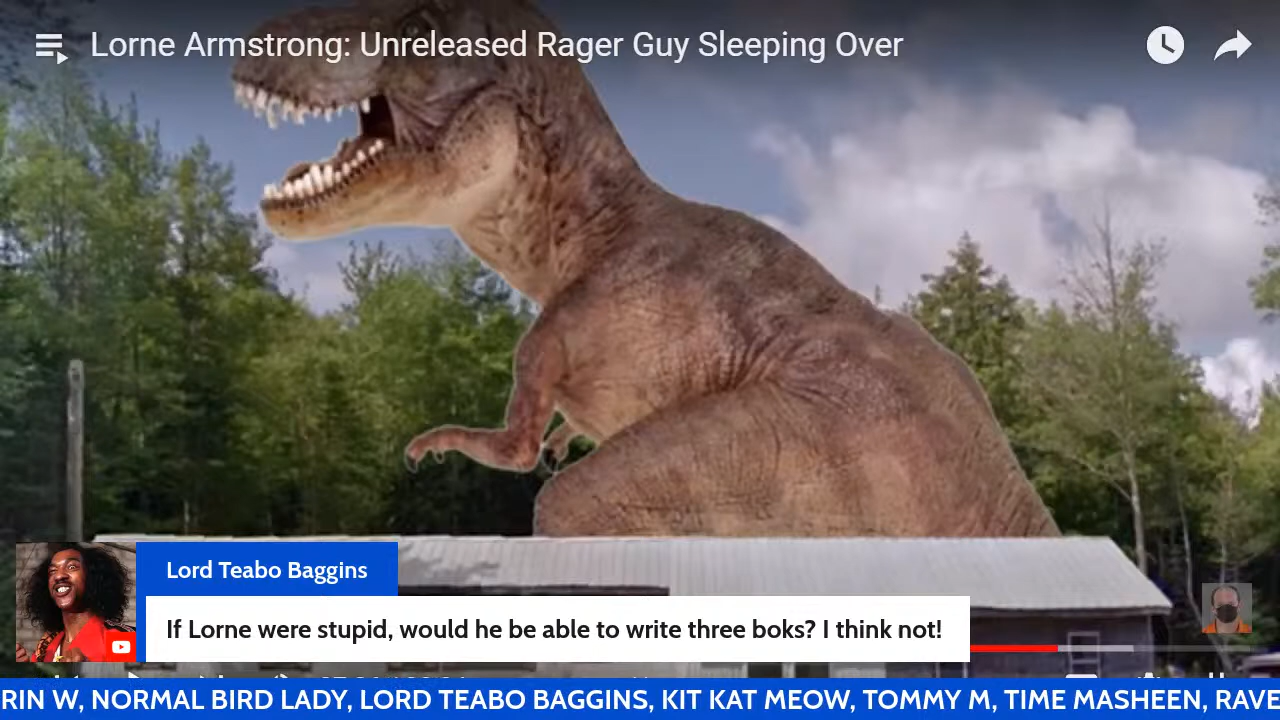 Lorne Armstrong: Unreleased Rager Guy Sleeping Over
Lord Teabo Baggins
If Lorne were stupid, would he be able to write three boks? I think not!
RIN W, NORMAL BIRD LADY, LORD TEABO BAGGINS, KIT KAT MEOW, TOMMY M, TIME MASHEEN, RAVE